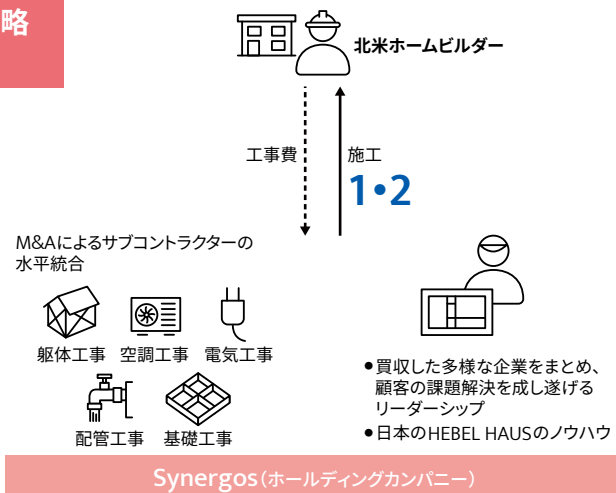 略
北米ホームビルダー
工事費
施工
1•2
M&Aによるサブコントラクターの
水平統合
躯体工事
空調工事
電気工事
配管工事
基礎工事
•買収した多様な企業をまとめ、
顧客の課題解決を成し遂げる
リーダーシップ
•日本のHEBEL HAUSのノウハウ
Synergos（ホールディングカンパニー）